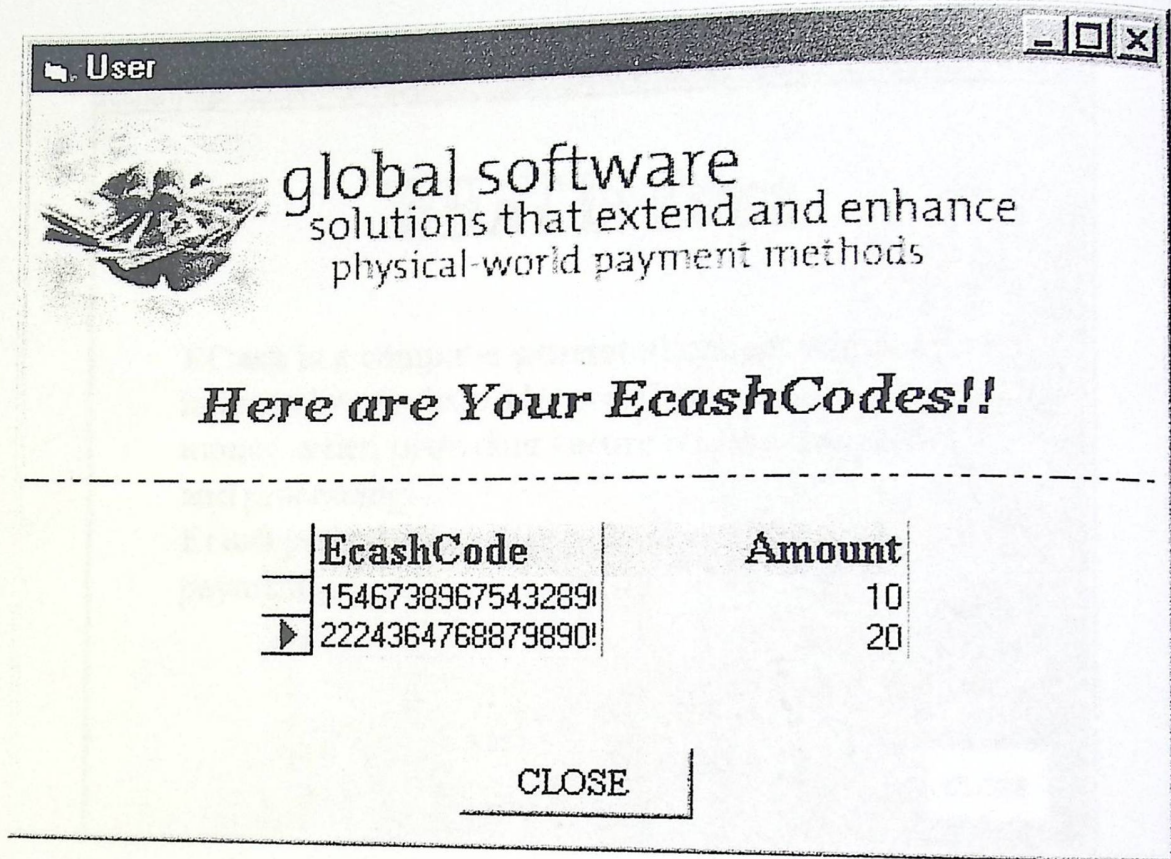 User
global software
solutions that extend and enhance
physical-world payment methods
Here are Your EcashCodes!!
EcashCode Amount
154673896754328 10
222436476887989 20
CLOSE